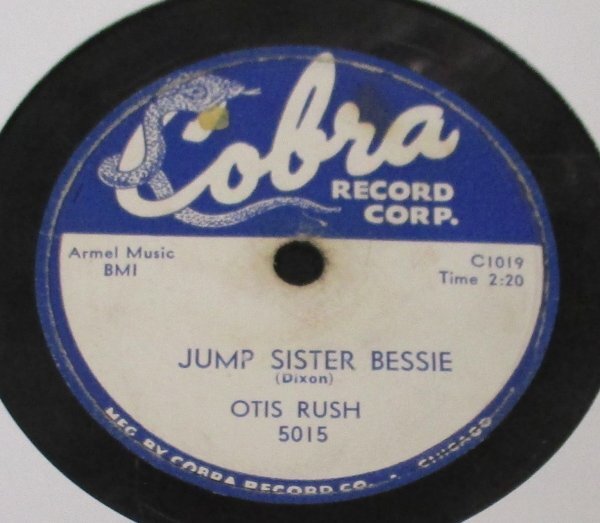 Cobra
RECORD
CORP.
Armel Music
BMI
C1019
Time 2:20
JUMP SISTER BESSIE
(Dixon)
OTIS RUSH
5015
MFG. BY COBRA RECORD CO. - CHICAGO